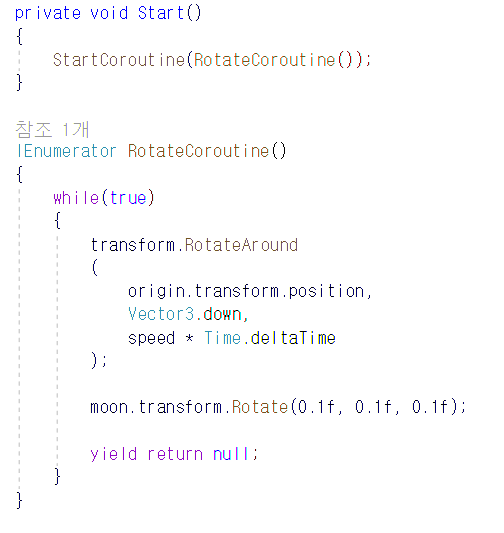 private void Start()
{
StartCoroutine(RotateCoroutine());
}
참조 1개
IEnumerator RotateCoroutine()
{
while(true)
{
transform.RotateAround
(
origin.transform.position,
Vector3.down,
speed * Time.deltaTime
);
moon.transform.Rotate(0.1f, 0.1f, 0.1f);
yield return null;
}
}